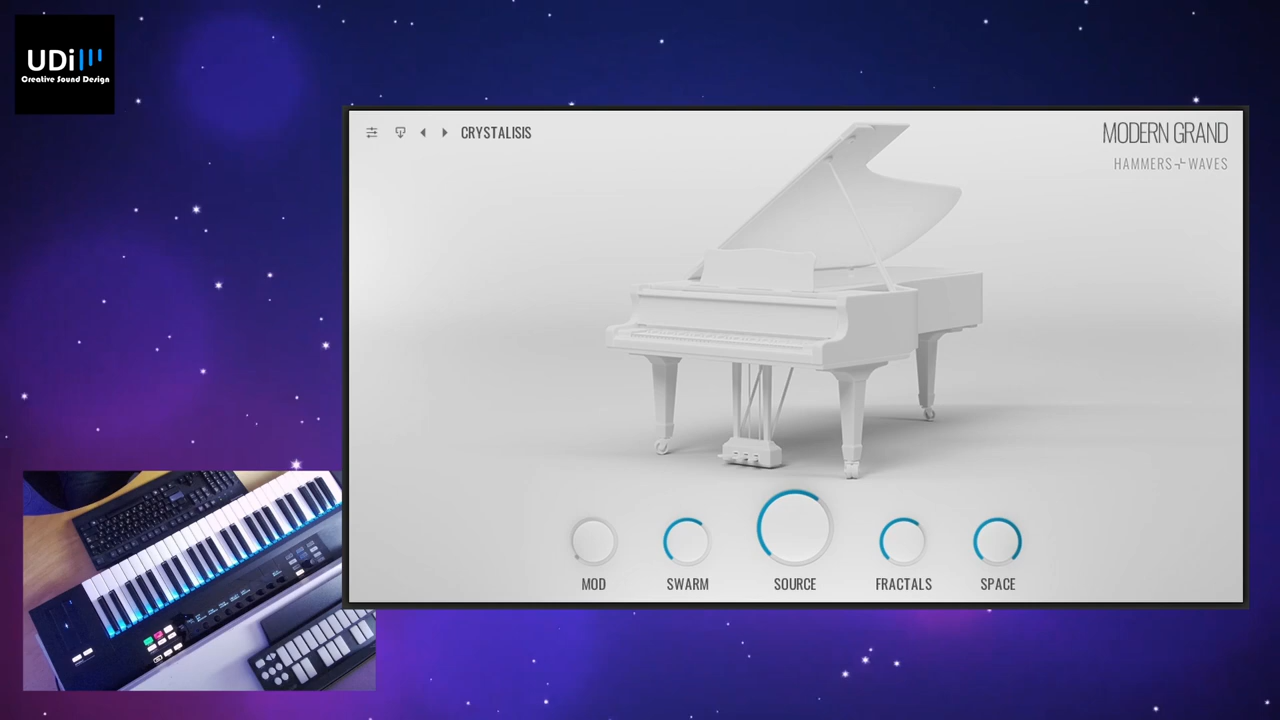 UDi
Creative Sound Design
CRYSTALISIS
MODERN GRAND
HAMMERS WAVES
MOD
SWARM
SOURCE
FRACTALS
SPACE